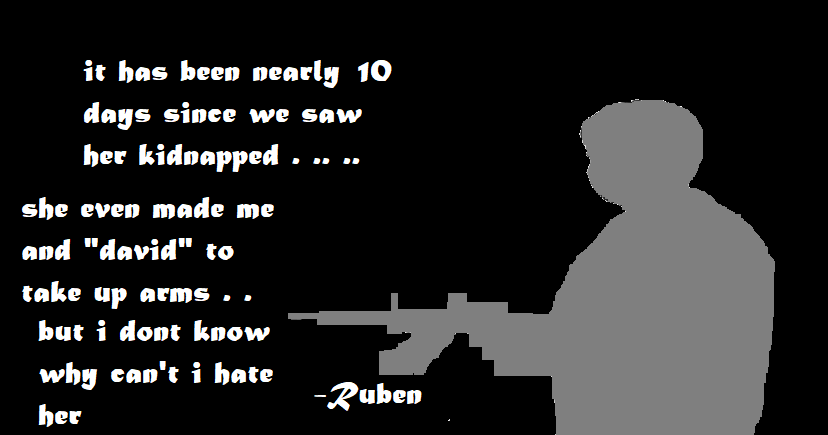 it has been nearly 10
days since we saw
her kidnapped . .. ..
she even made me
and "david" to
take up arms . .
but i dont know
why can't i hate
her
-Ruben